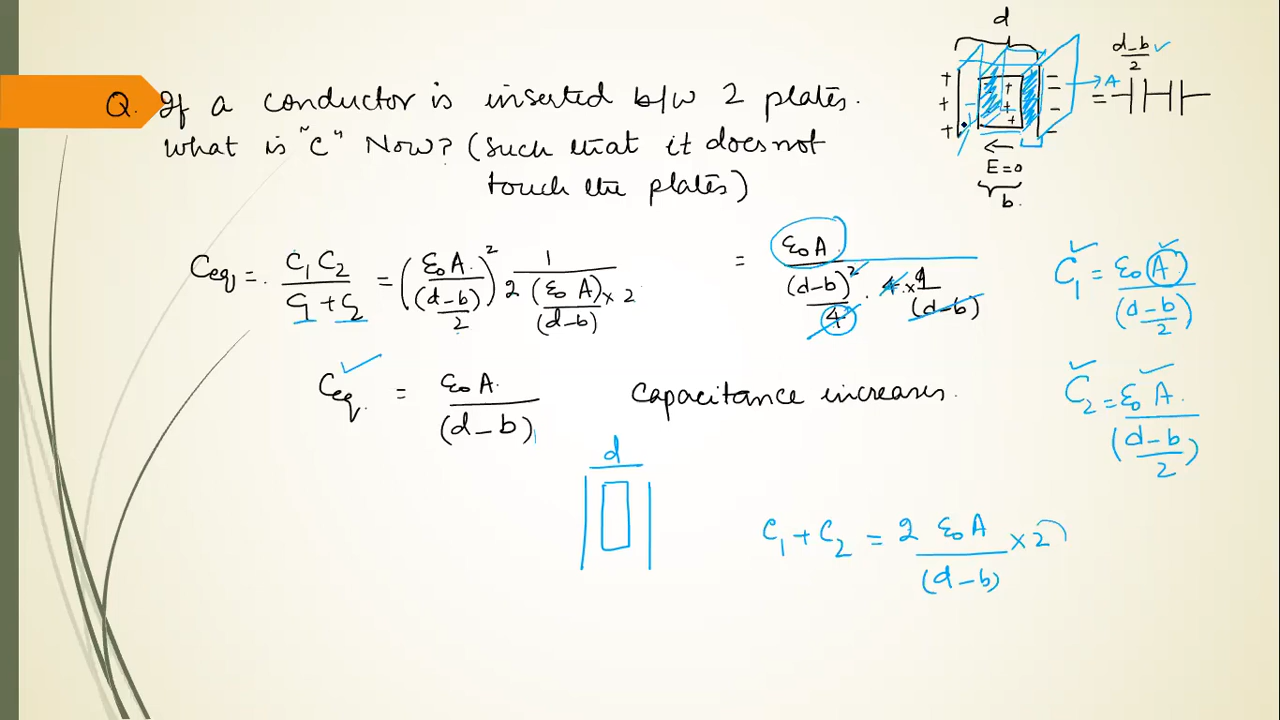 Q. If a conductor is inserted b/w 2 plates.
what is "C" Now? (Such that it does not
touch the plates)
d
+ + +
- - -
+ +
E=0
b.
A
= 
(d-b)/2 ✓
Ceq = C₁C₂/(C₁+C₂) = (ε₀A/((d-b)/2))² 1/(2(ε₀A)/(d-b) × 2) = ε₀A/((d-b)²/4 · 4 × 1/(d-b))
C₁ = ε₀A/((d-b)/2)
Ceq. = ε₀A/(d-b) Capacitance increases.
C₂ = ε₀A./((d-b)/2)
d
C₁+C₂ = 2 ε₀A/(d-b) × 2